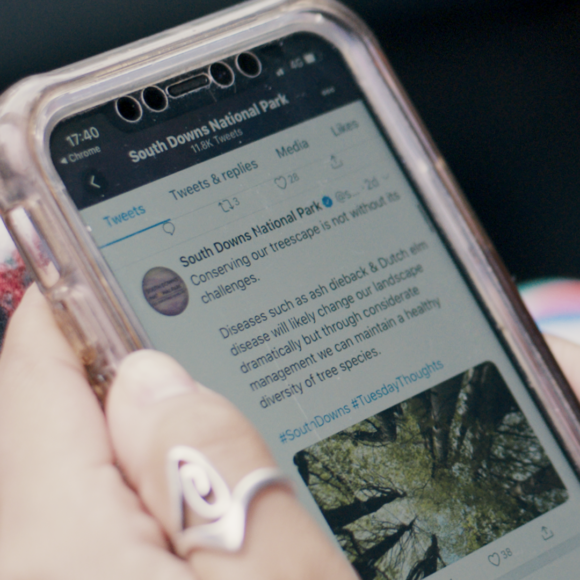 17:40
4G
Chrome
South Downs National Park
11.8K Tweets
Tweets
Tweets & replies
Media
Likes
3
28
South Downs National Park @s... · 2d
Conserving our treescape is not without its
challenges.
Diseases such as ash dieback & Dutch elm
disease will likely change our landscape
dramatically but through considerate
management we can maintain a healthy
diversity of tree species.
#SouthDowns #TuesdayThoughts
38